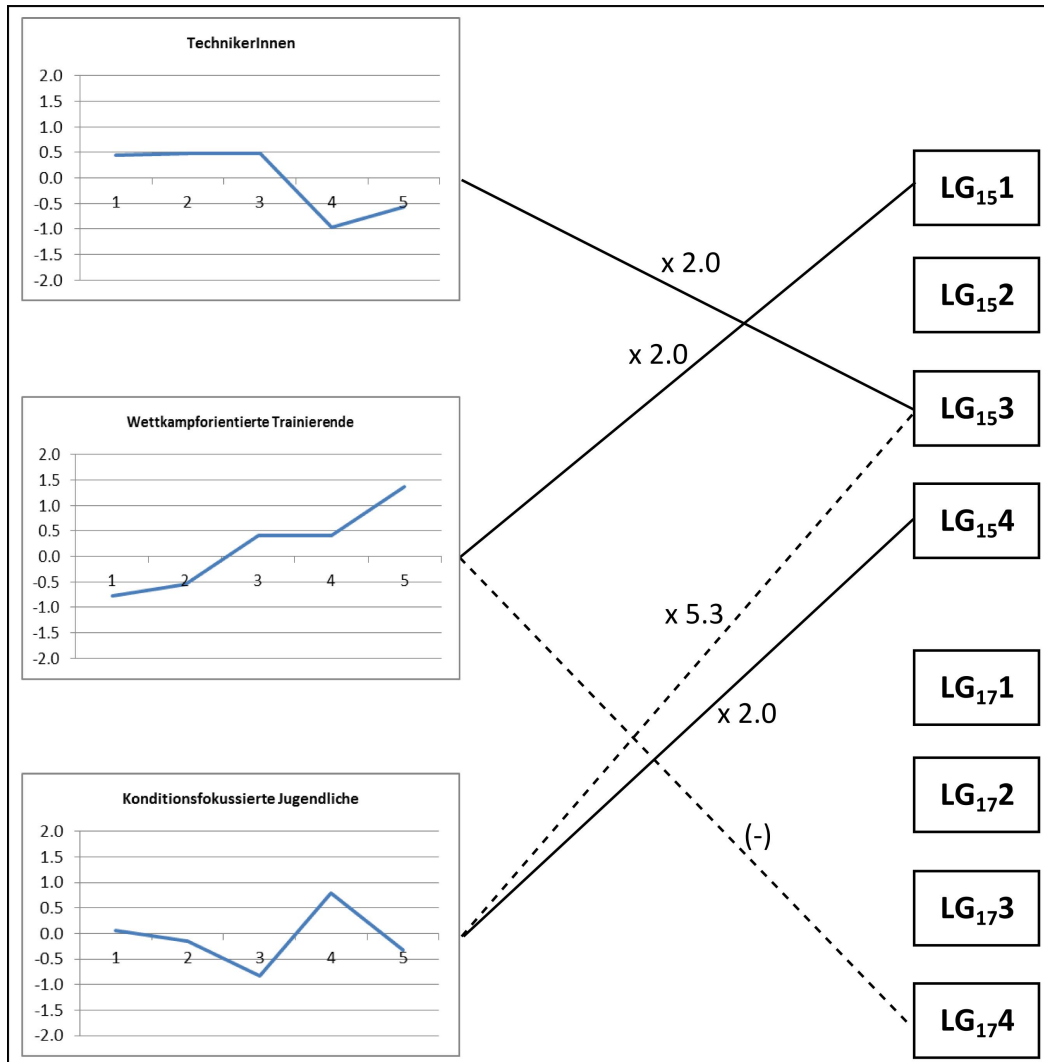 TechnikerInnen
2.0
1.5
1.0
0.5
0.0
-0.5
-1.0
-1.5
-2.0
1 2 3 4 5
Wettkampforientierte Trainierende
2.0
1.5
1.0
0.5
0.0
-0.5
-1.0
-1.5
-2.0
1 2 3 4 5
Konditionsfokussierte Jugendliche
2.0
1.5
1.0
0.5
0.0
-0.5
-1.0
-1.5
-2.0
1 2 3 4 5
x 2.0
x 2.0
x 5.3
x 2.0
(-)
LG₁₅1
LG₁₅2
LG₁₅3
LG₁₅4
LG₁₇1
LG₁₇2
LG₁₇3
LG₁₇4